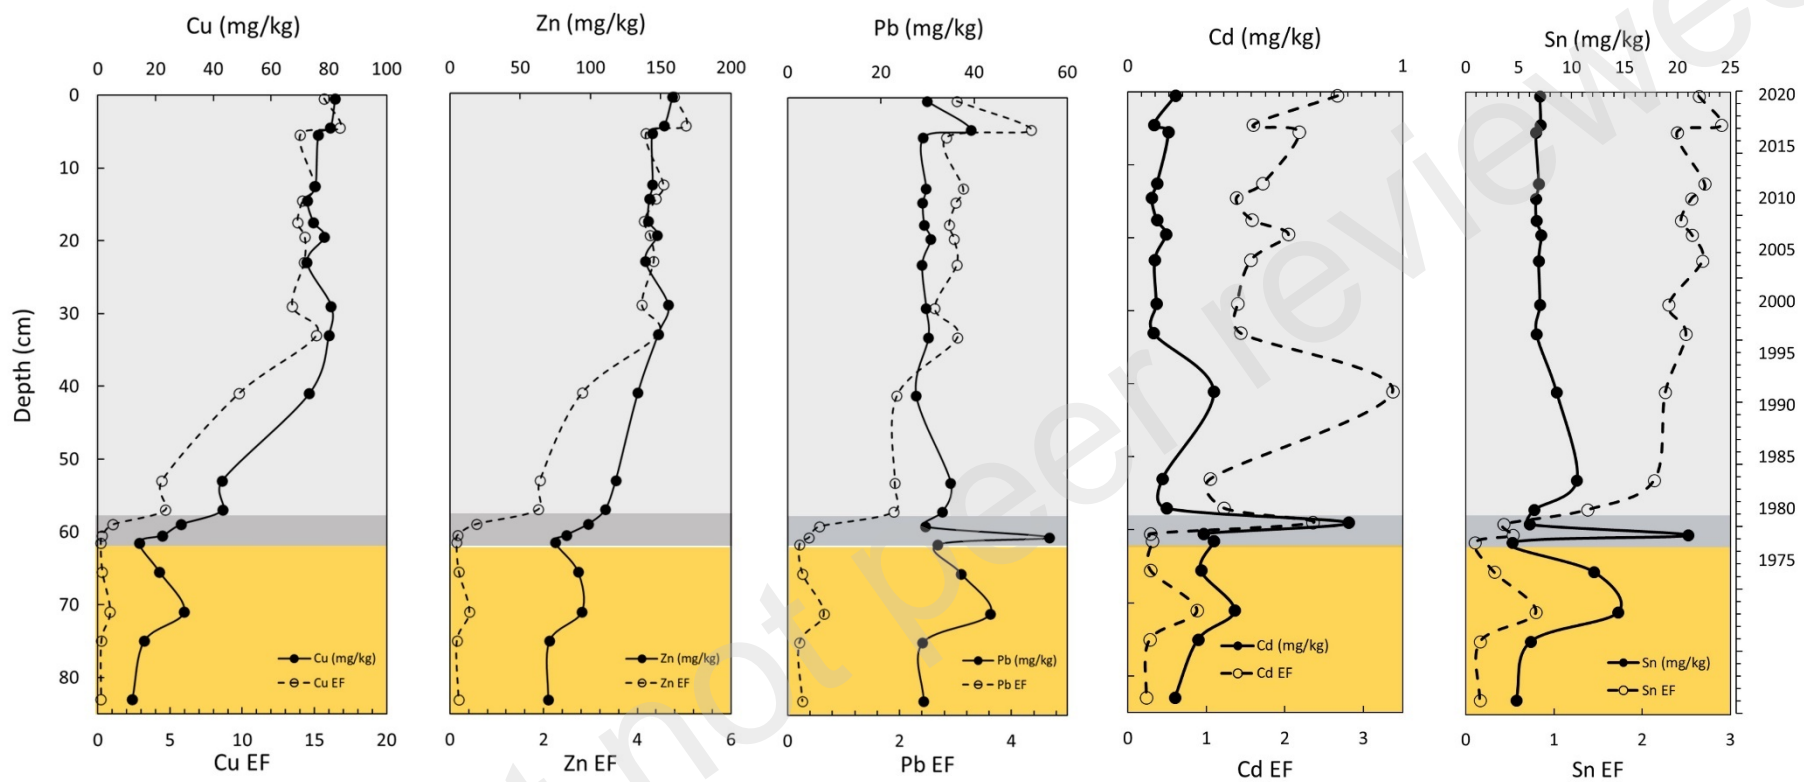 Cu (mg/kg)
0 20 40 60 80 100
Zn (mg/kg)
0 50 100 150 200
Pb (mg/kg)
0 20 40 60
Cd (mg/kg)
0 1
Sn (mg/kg)
0 5 10 15 20 25
Depth (cm)
0
10
20
30
40
50
60
70
80
2020
2015
2010
2005
2000
1995
1990
1985
1980
1975
Cu (mg/kg)
Cu EF
Zn (mg/kg)
Zn EF
Pb (mg/kg)
Pb EF
Cd (mg/kg)
Cd EF
Sn (mg/kg)
Sn EF
0 5 10 15 20
Cu EF
0 2 4 6
Zn EF
0 2 4
Pb EF
0 1 2 3
Cd EF
0 1 2 3
Sn EF
not peer reviewe